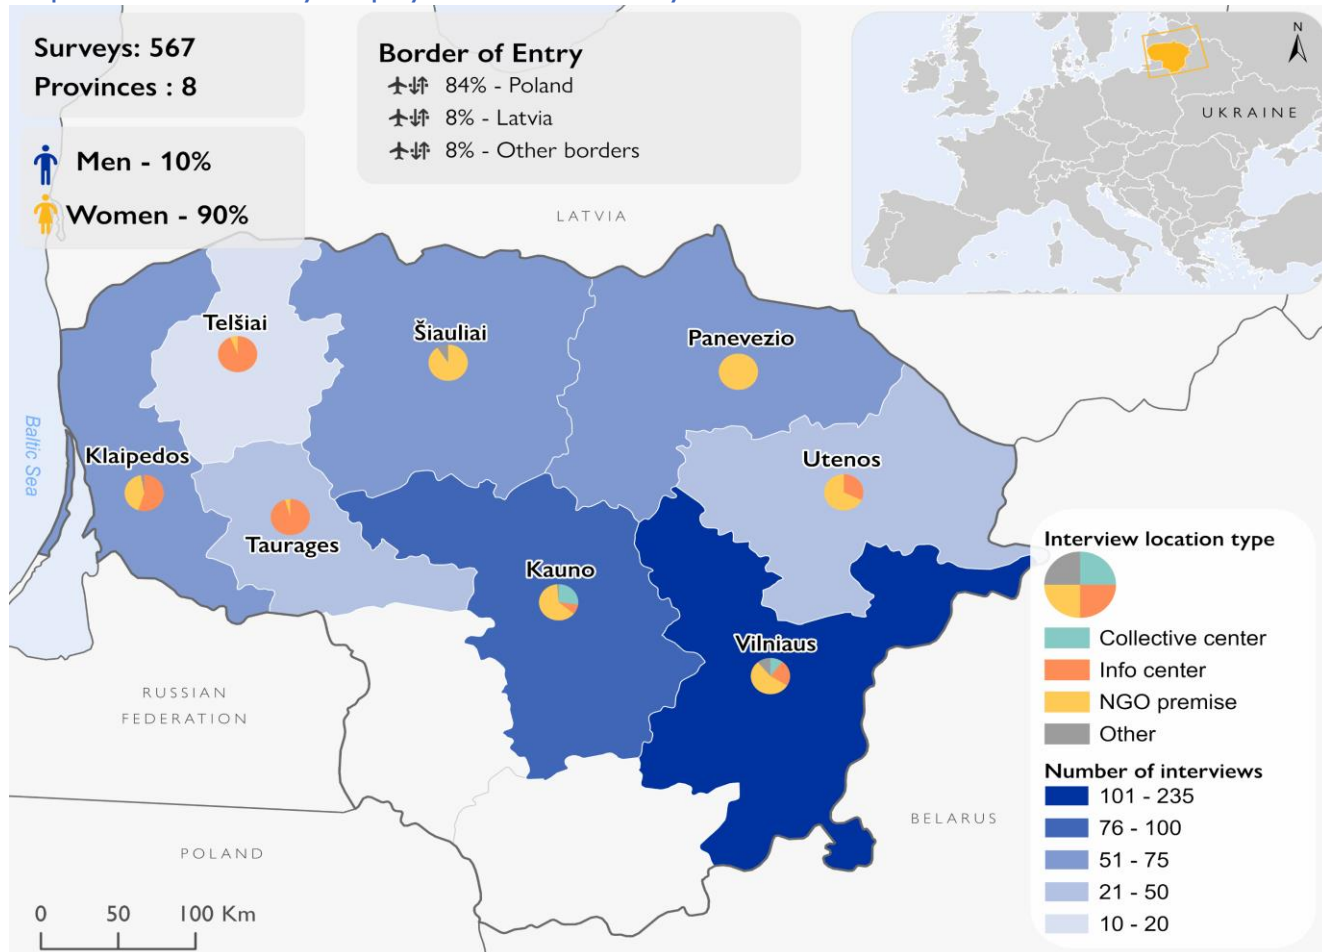 Surveys: 567
Provinces : 8
Men - 10%
Women - 90%
Border of Entry
84% - Poland
8% - Latvia
8% - Other borders
N
UKRAINE
LATVIA
Telšiai
Šiauliai
Panevezio
Baltic Sea
Klaipedos
Utenos
Taurages
Kauno
Vilniaus
RUSSIAN
FEDERATION
BELARUS
POLAND
0 50 100 Km
Interview location type
Collective center
Info center
NGO premise
Other
Number of interviews
101 - 235
76 - 100
51 - 75
21 - 50
10 - 20